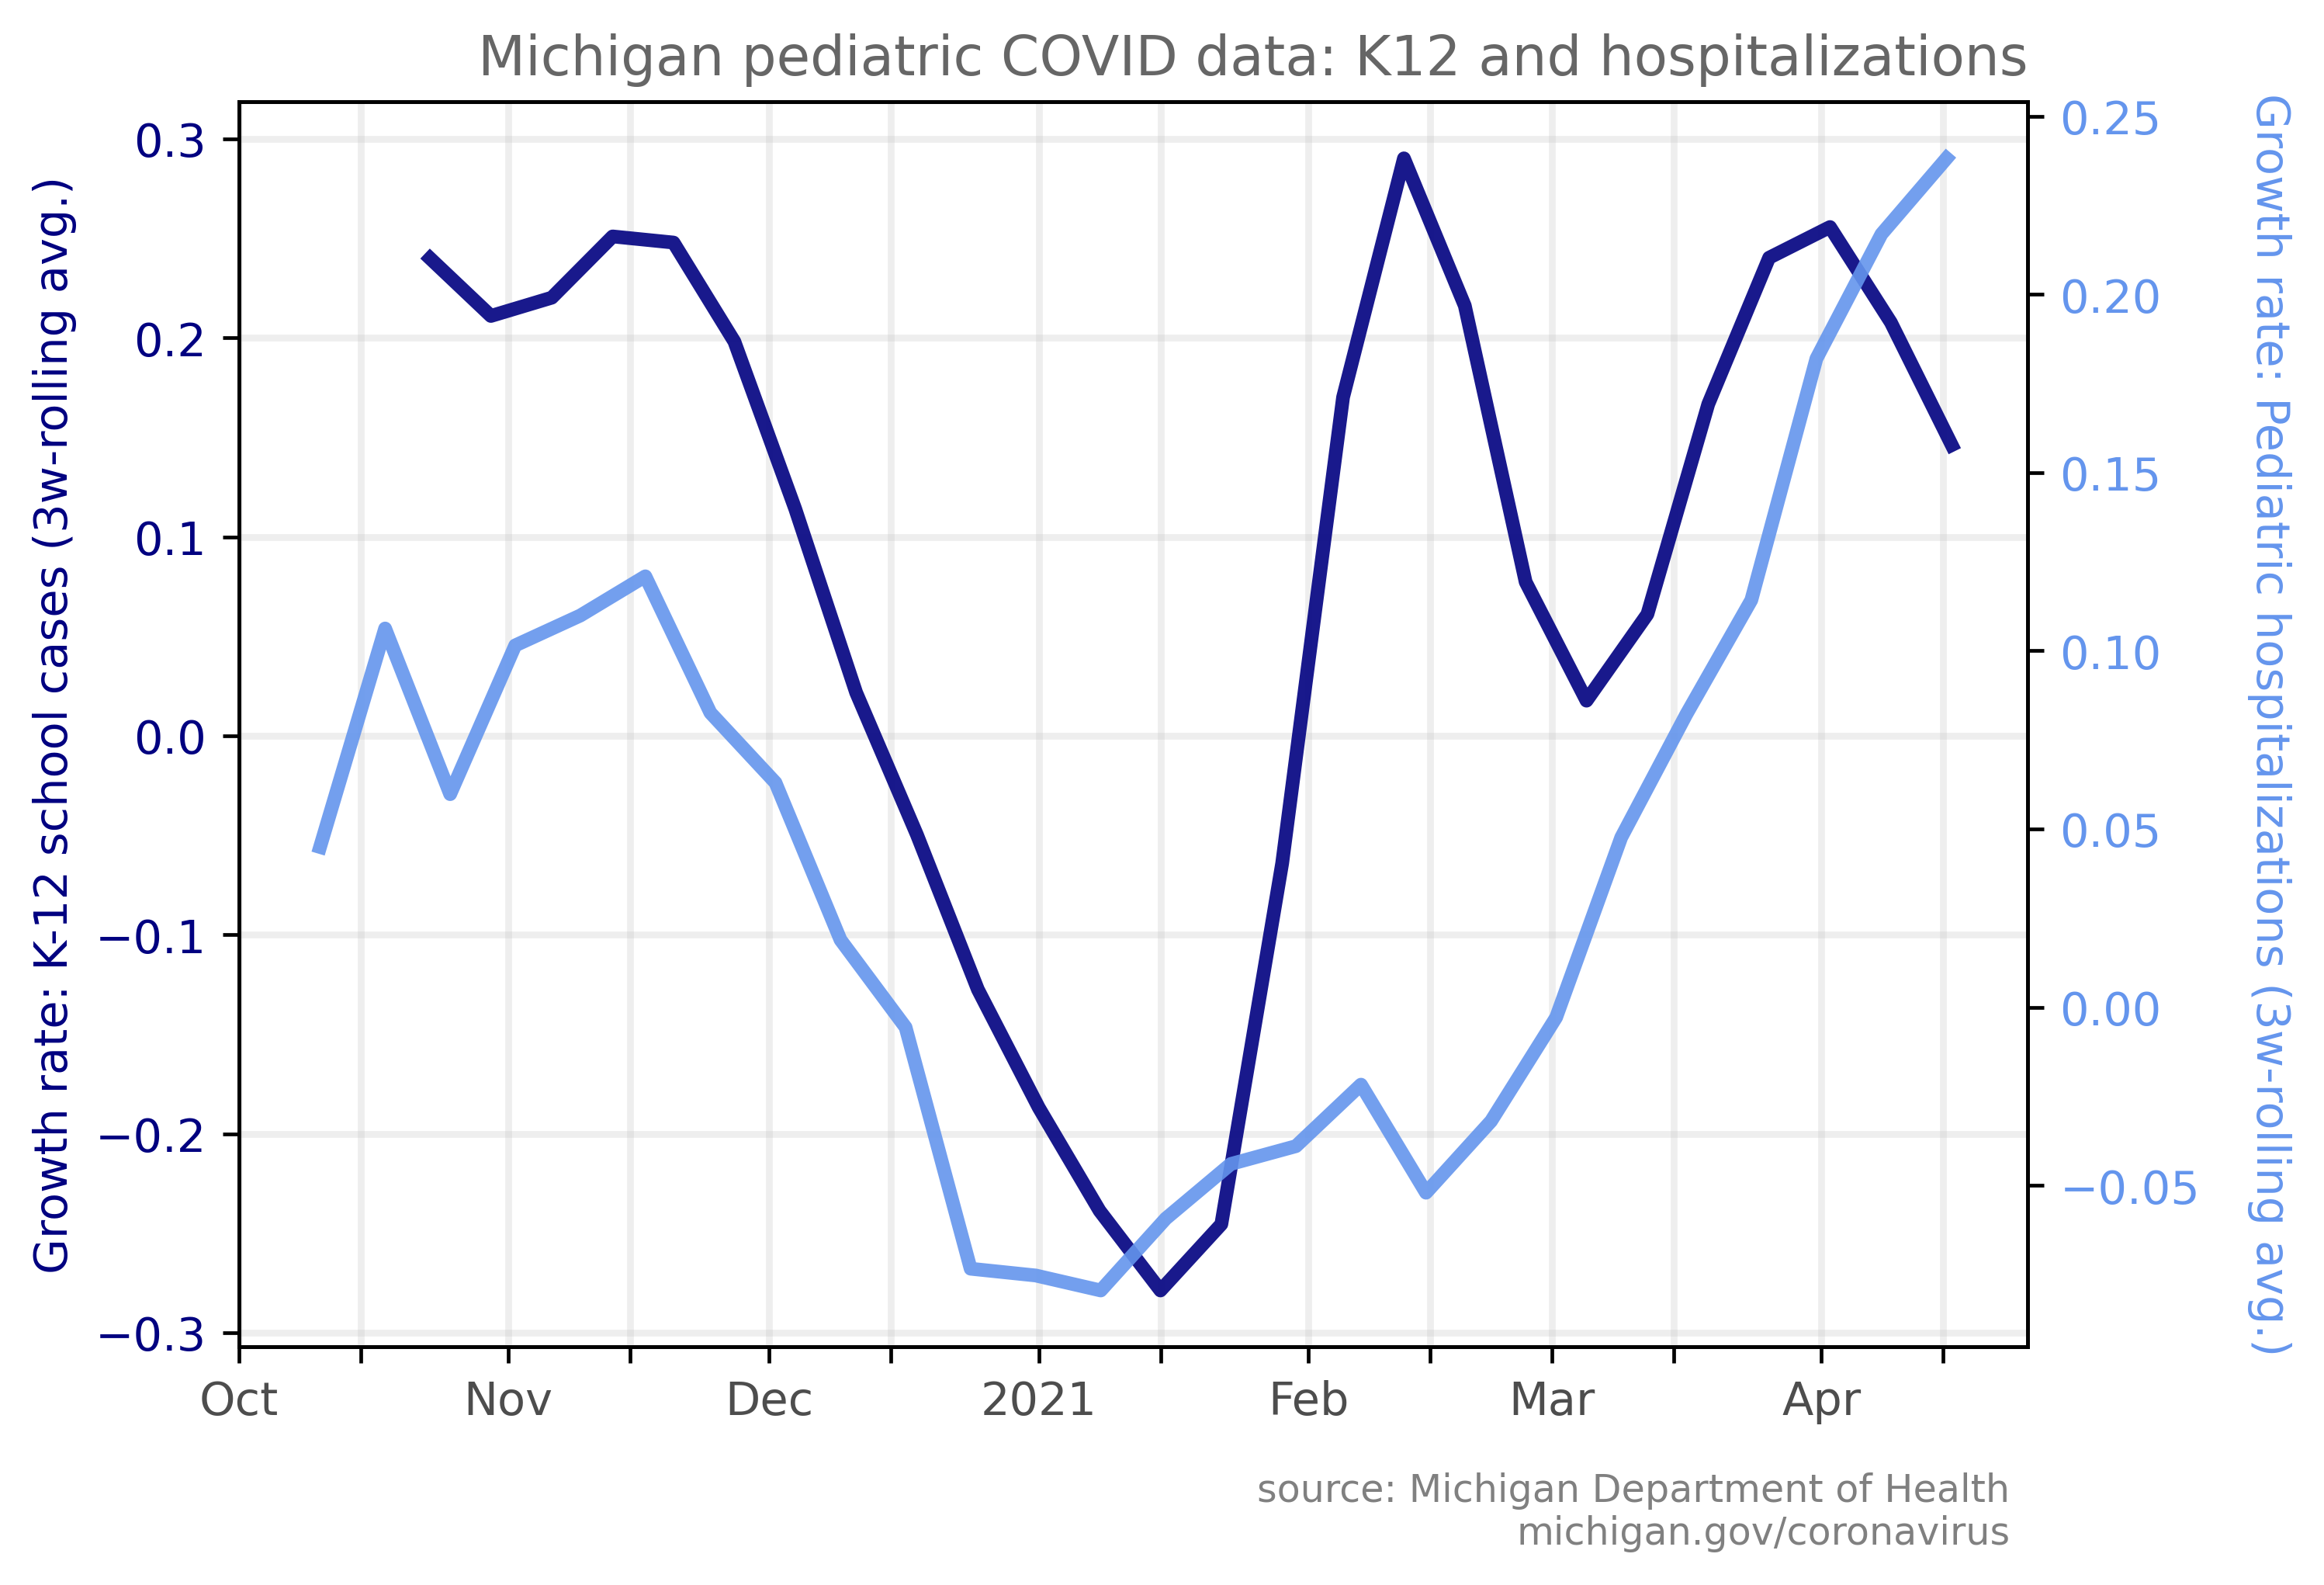 Michigan pediatric COVID data: K12 and hospitalizations
Growth rate: K-12 school cases (3w-rolling avg.)
0.3
0.2
0.1
0.0
−0.1
−0.2
−0.3
0.25
0.20
0.15
0.10
0.05
0.00
−0.05
Growth rate: Pediatric hospitalizations (3w-rolling avg.)
Oct Nov Dec 2021 Feb Mar Apr
source: Michigan Department of Health
michigan.gov/coronavirus